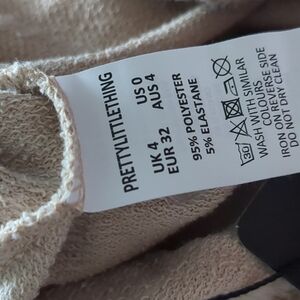 PRETTYLITTLETHING
UK 4 US 0
EUR 32 AUS 4
95% POLYESTER
5% ELASTANE
30
WASH WITH SIMILAR
COLOURS.
IRON ON REVERSE SIDE
DO NOT DRY CLEAN